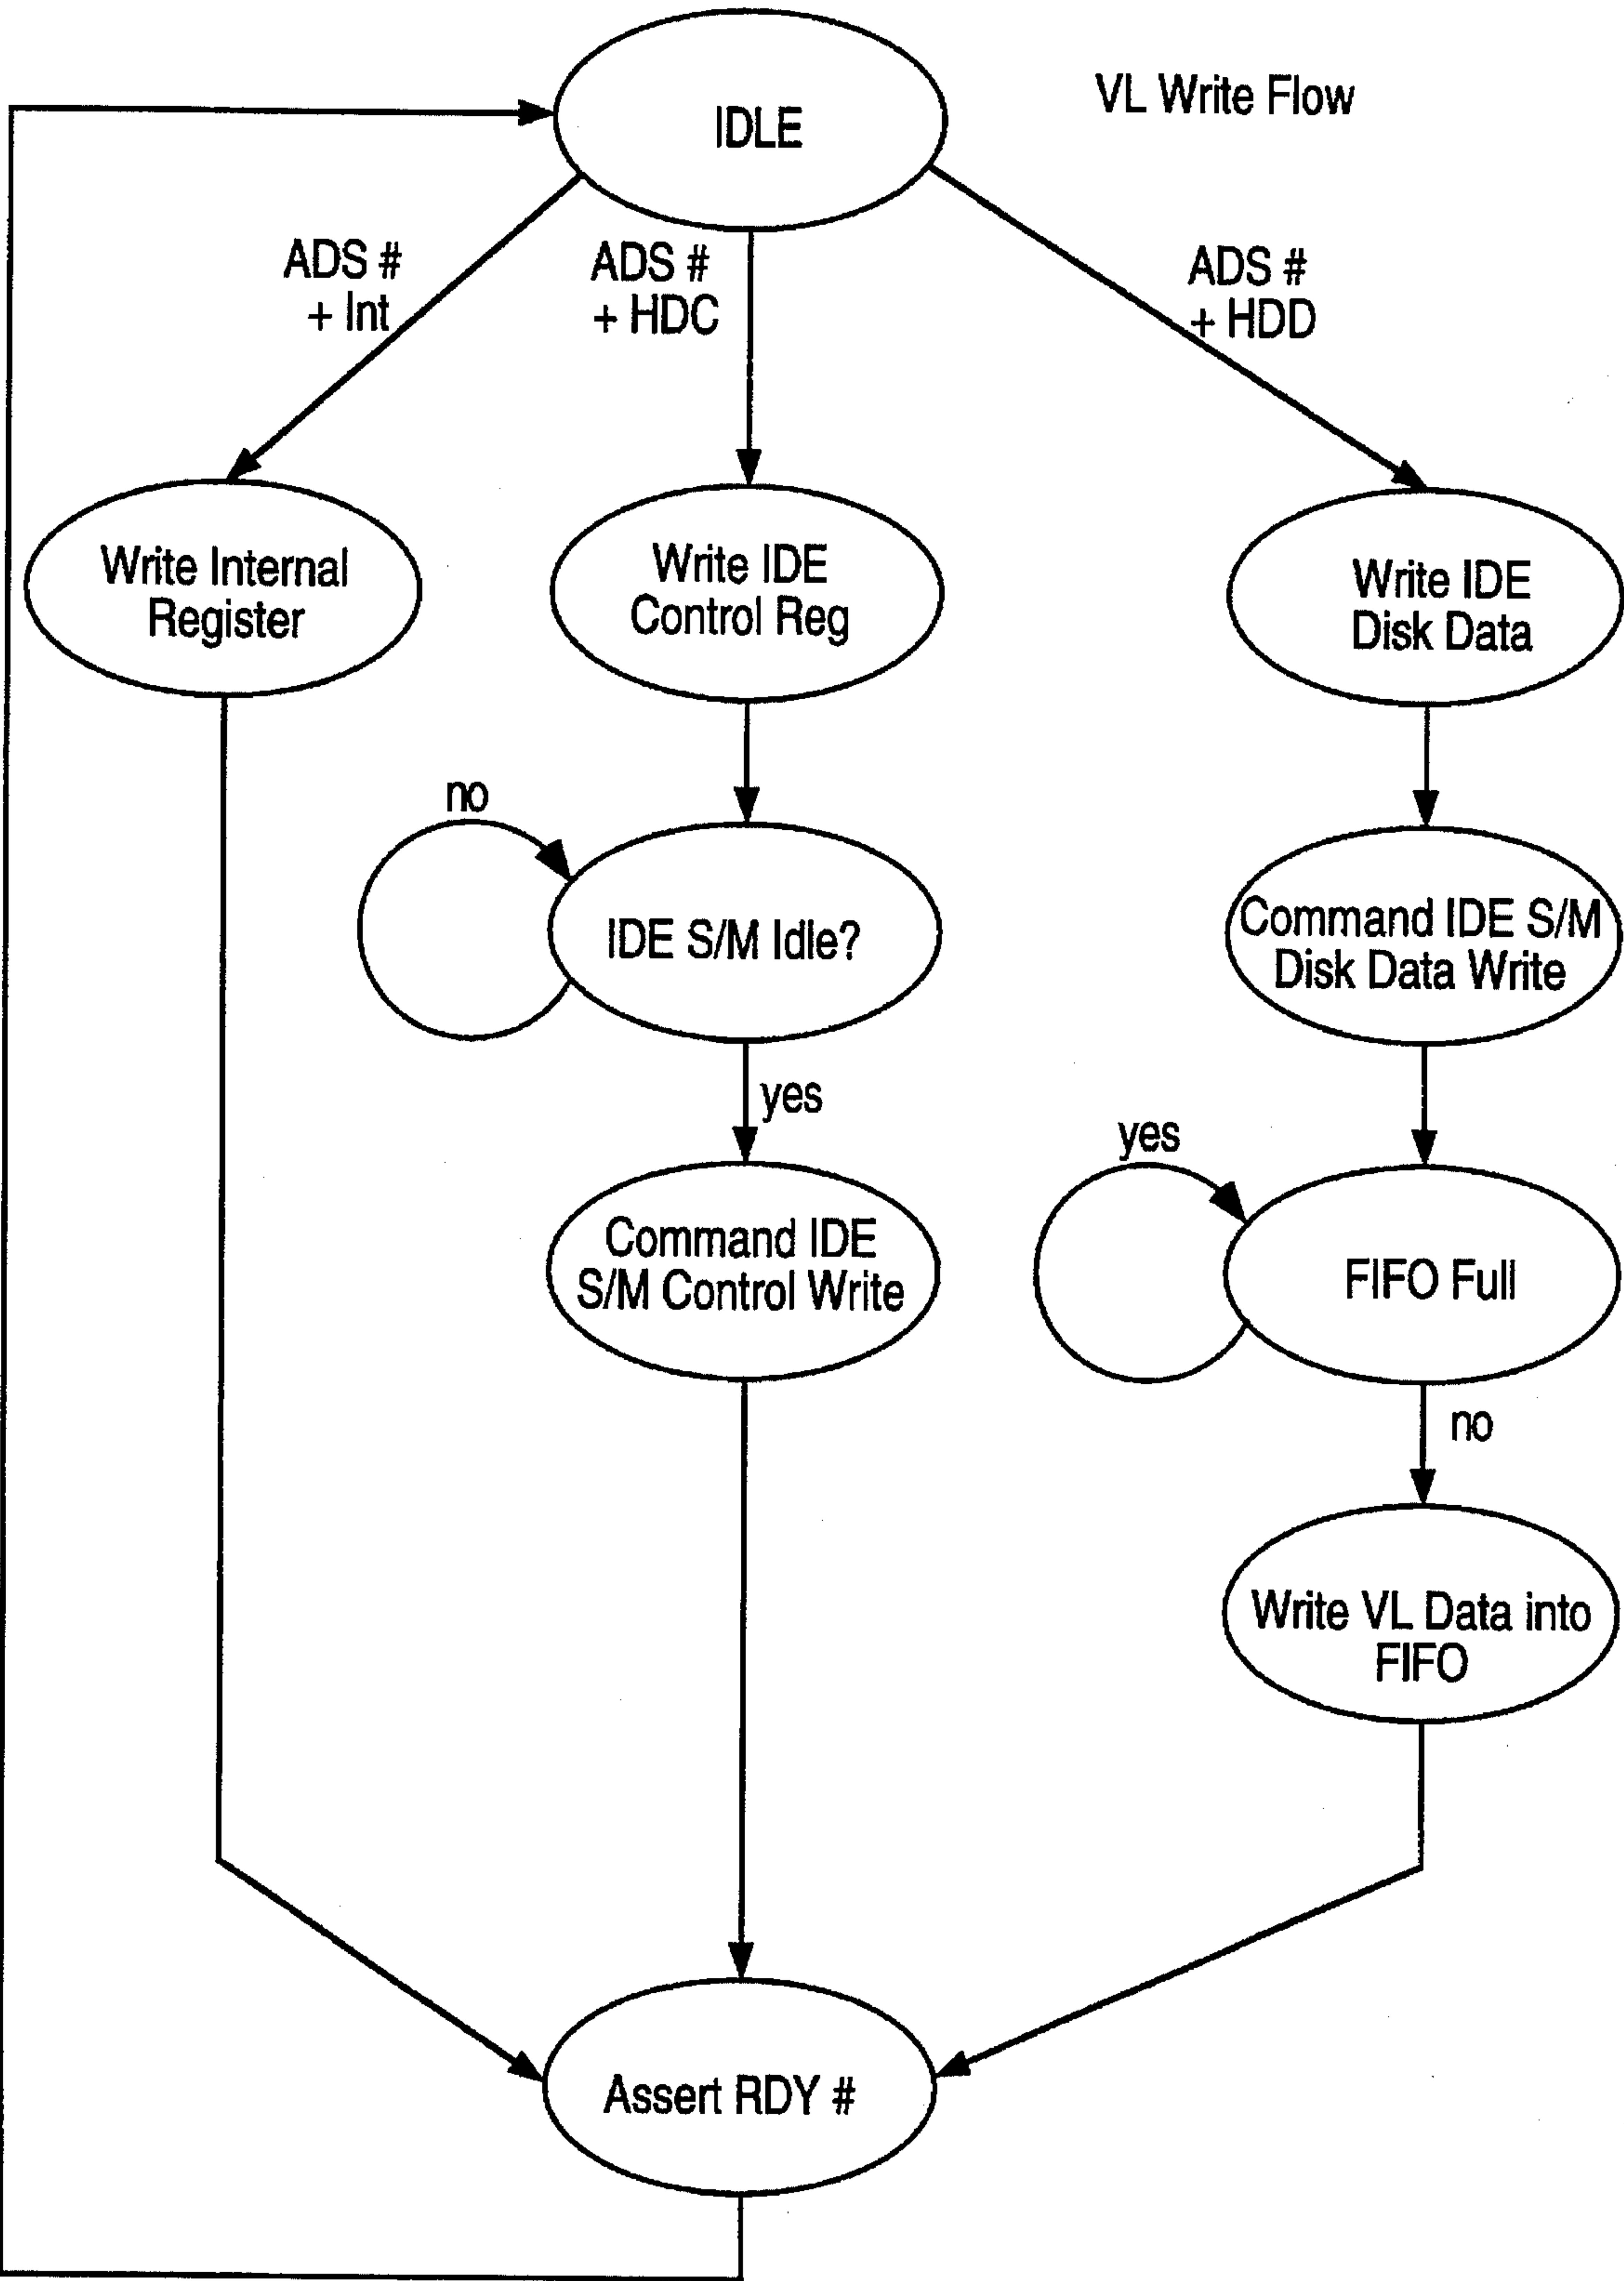 VL Write Flow
IDLE
ADS #
+ Int
ADS #
+ HDC
ADS #
+ HDD
Write Internal
Register
Write IDE
Control Reg
Write IDE
Disk Data
no
IDE S/M Idle?
Command IDE S/M
Disk Data Write
yes
yes
Command IDE
S/M Control Write
FIFO Full
no
Write VL Data into
FIFO
Assert RDY #